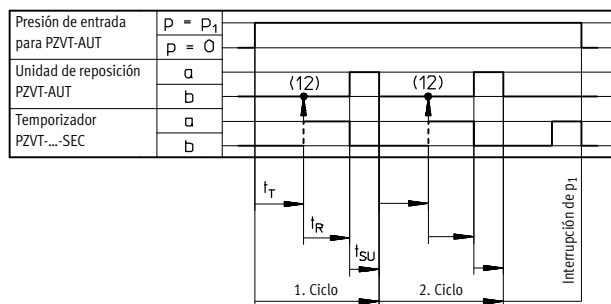 Presión de entrada para PZVT-AUT
p = p1
p = 0
Unidad de reposición PZVT-AUT
a
b
(12)
(12)
Temporizador PZVT-...-SEC
a
b
tT
tR
tSU
1. Ciclo
2. Ciclo
Interrupción de p1